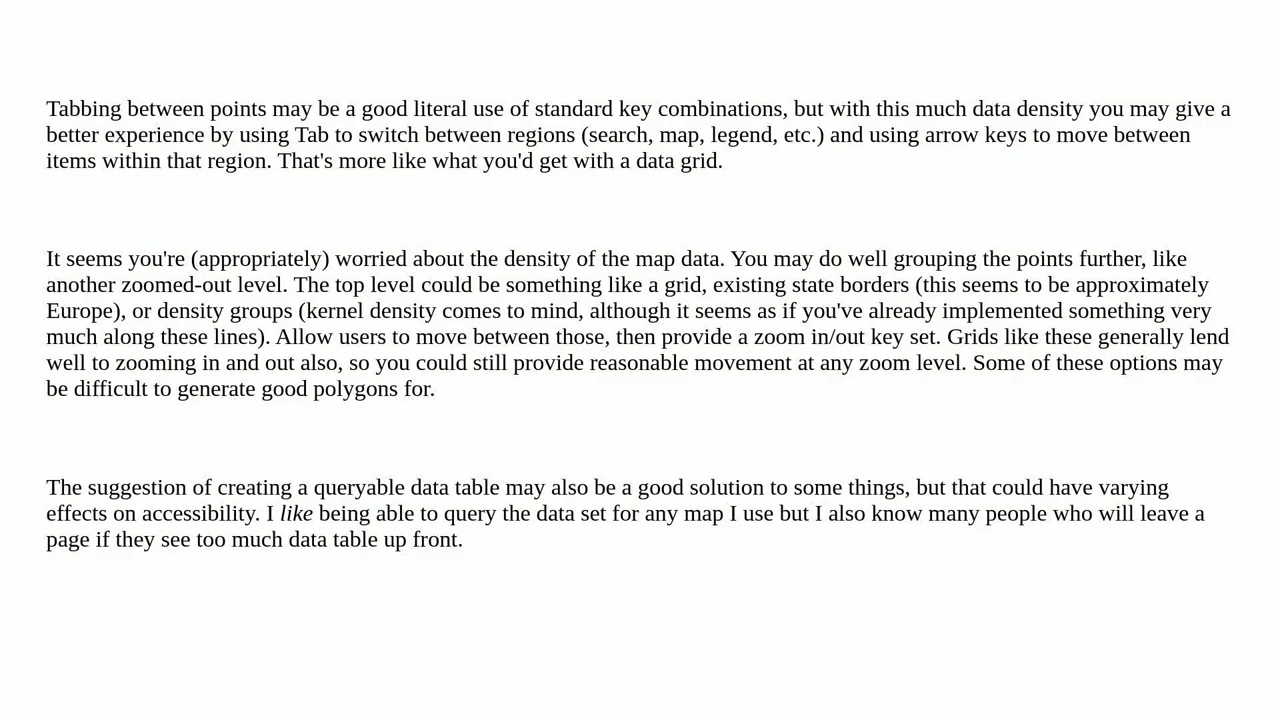 Tabbing between points may be a good literal use of standard key combinations, but with this much data density you may give a
better experience by using Tab to switch between regions (search, map, legend, etc.) and using arrow keys to move between
items within that region. That's more like what you'd get with a data grid.
It seems you're (appropriately) worried about the density of the map data. You may do well grouping the points further, like
another zoomed-out level. The top level could be something like a grid, existing state borders (this seems to be approximately
Europe), or density groups (kernel density comes to mind, although it seems as if you've already implemented something very
much along these lines). Allow users to move between those, then provide a zoom in/out key set. Grids like these generally lend
well to zooming in and out also, so you could still provide reasonable movement at any zoom level. Some of these options may
be difficult to generate good polygons for.
The suggestion of creating a queryable data table may also be a good solution to some things, but that could have varying
effects on accessibility. I like being able to query the data set for any map I use but I also know many people who will leave a
page if they see too much data table up front.